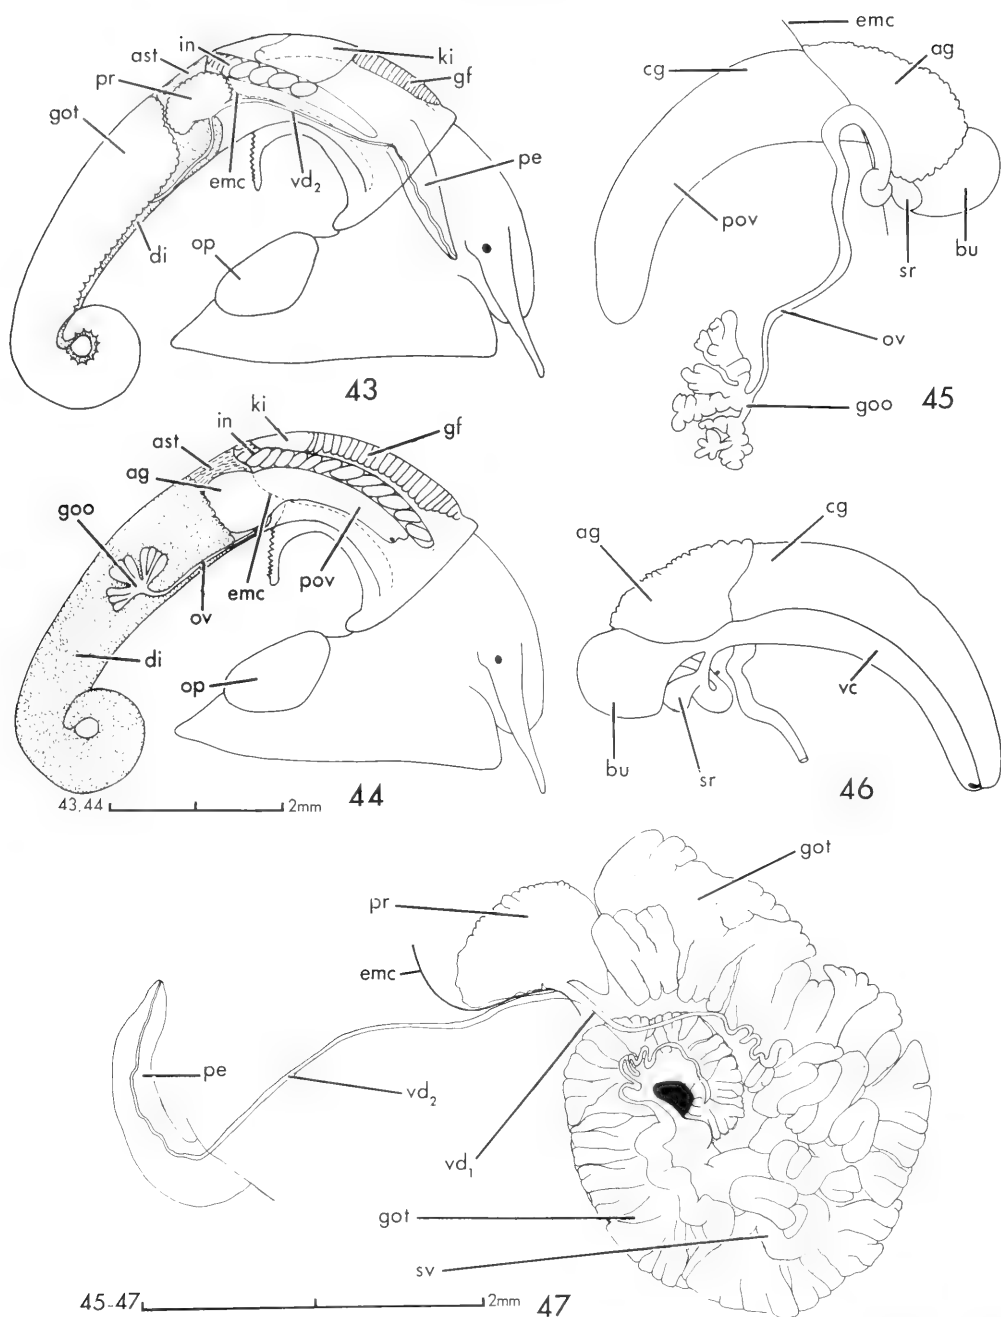 in
ast
ki
pr
gf
got
emc
vd2
pe
di
op
43
emc
ag
cg
pov
sr
bu
ov
goo
45
ki
in
gf
ast
ag
goo
emc
pov
ov
di
op
43,44
2mm
44
ag
cg
vc
bu
sr
46
got
pr
emc
pe
vd2
vd1
got
sv
45-47
2mm
47